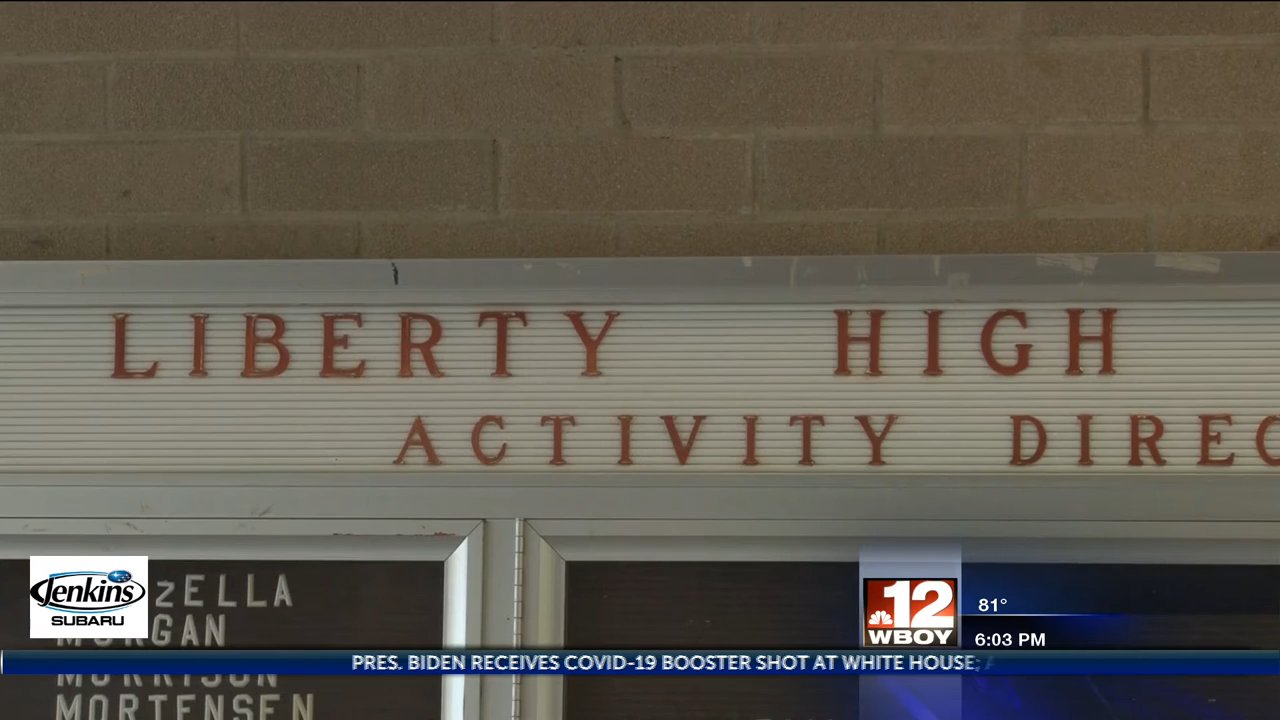 LIBERTY HIGH
ACTIVITY DIREC
ZELLA
MORGAN
MORRISON
MORTENSEN
Jenkins
SUBARU
12
WBOY
81°
6:03 PM
PRES. BIDEN RECEIVES COVID-19 BOOSTER SHOT AT WHITE HOUSE;